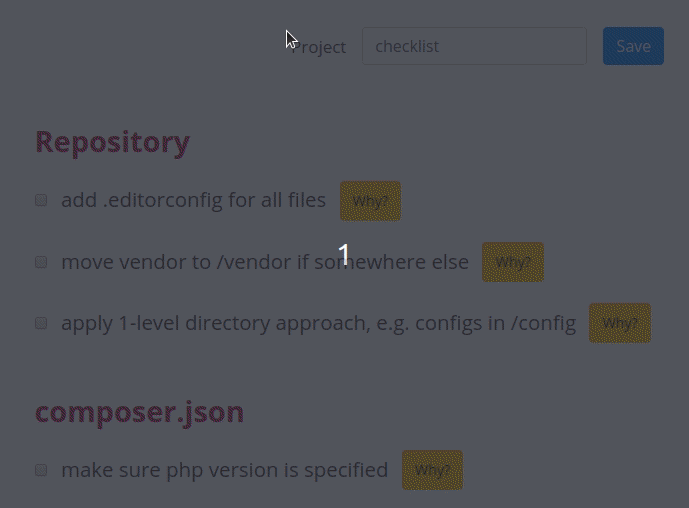 Project checklist Save
Repository
add .editorconfig for all files Why?
1
move vendor to /vendor if somewhere else Why?
apply 1-level directory approach, e.g. configs in /config Why?
composer.json
make sure php version is specified Why?